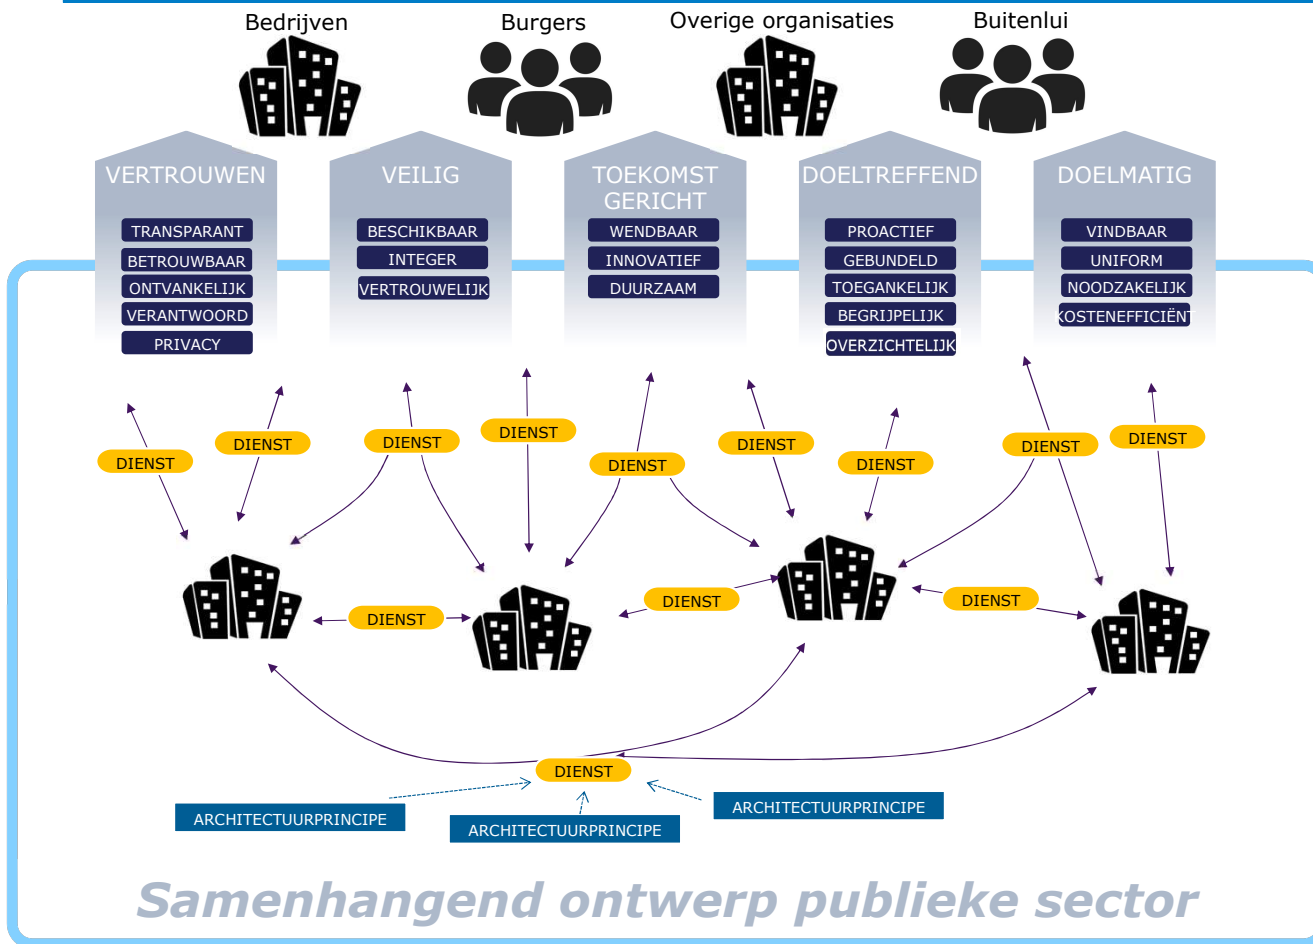 Bedrijven
Burgers
Overige organisaties
Buitenlui
VERTROUWEN
TRANSPARANT
BETROUWBAAR
ONTVANKELIJK
VERANTWOORD
PRIVACY
VEILIG
BESCHIKBAAR
INTEGER
VERTROUWELIJK
TOEKOMST
GERICHT
WENDBAAR
INNOVATIEF
DUURZAAM
DOELTREFFEND
PROACTIEF
GEBUNDELD
TOEGANKELIJK
BEGRIJPELIJK
OVERZICHTELIJK
DOELMATIG
VINDBAAR
UNIFORM
NOODZAKELIJK
KOSTENEFFICIËNT
DIENST
DIENST
DIENST
DIENST
DIENST
DIENST
DIENST
DIENST
DIENST
DIENST
DIENST
DIENST
DIENST
ARCHITECTUURPRINCIPE
ARCHITECTUURPRINCIPE
ARCHITECTUURPRINCIPE
Samenhangend ontwerp publieke sector